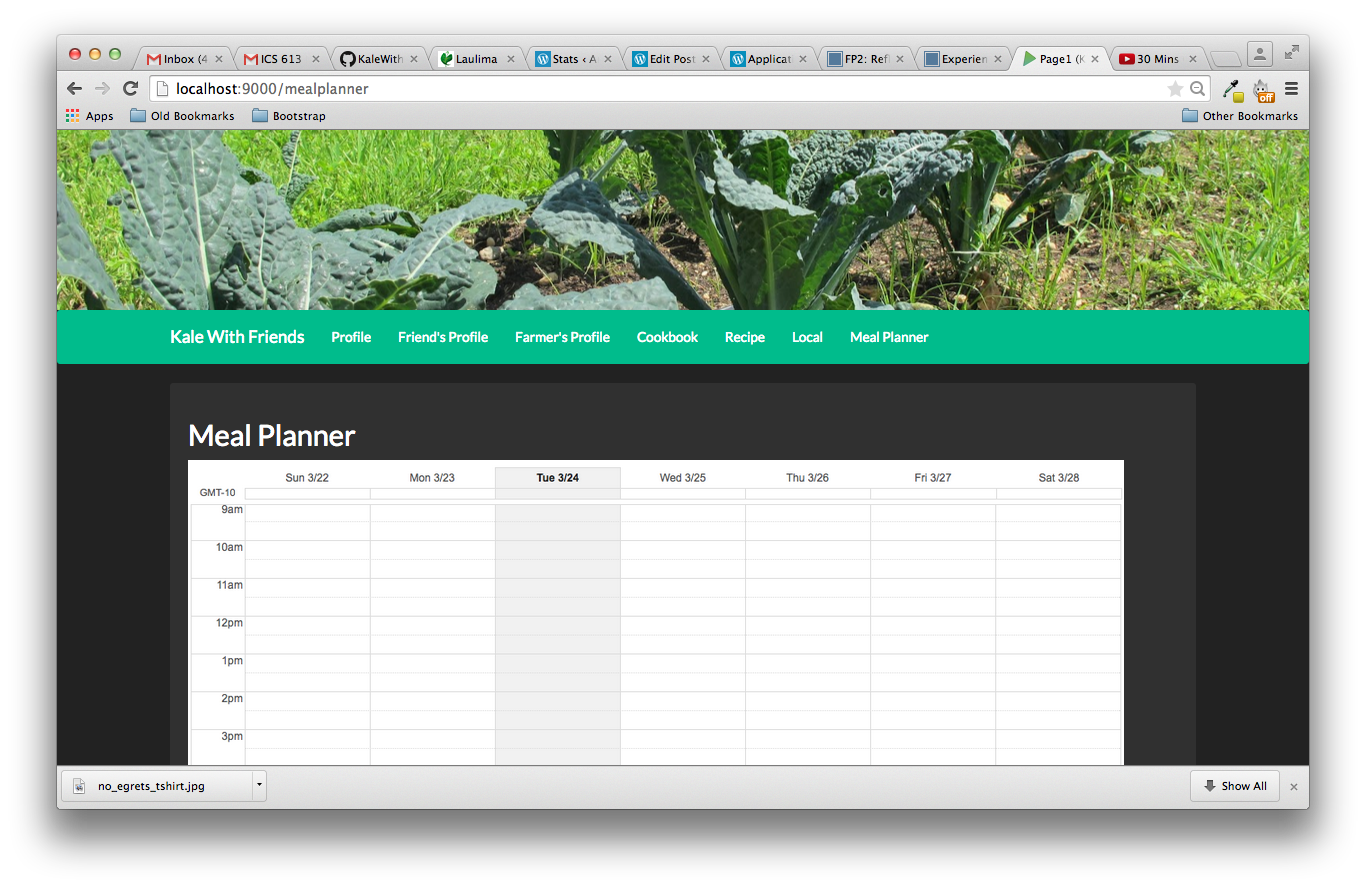 Inbox (4 ICS 613 KaleWith Laulima Stats ‹ A Edit Post Applicat FP2: Refl Experien Page1 (K 30 Mins
localhost:9000/mealplanner
off
Apps Old Bookmarks Bootstrap Other Bookmarks
Kale With Friends Profile Friend's Profile Farmer's Profile Cookbook Recipe Local Meal Planner
Meal Planner
Sun 3/22 Mon 3/23 Tue 3/24 Wed 3/25 Thu 3/26 Fri 3/27 Sat 3/28
GMT-10
9am
10am
11am
12pm
1pm
2pm
3pm
no_egrets_tshirt.jpg Show All